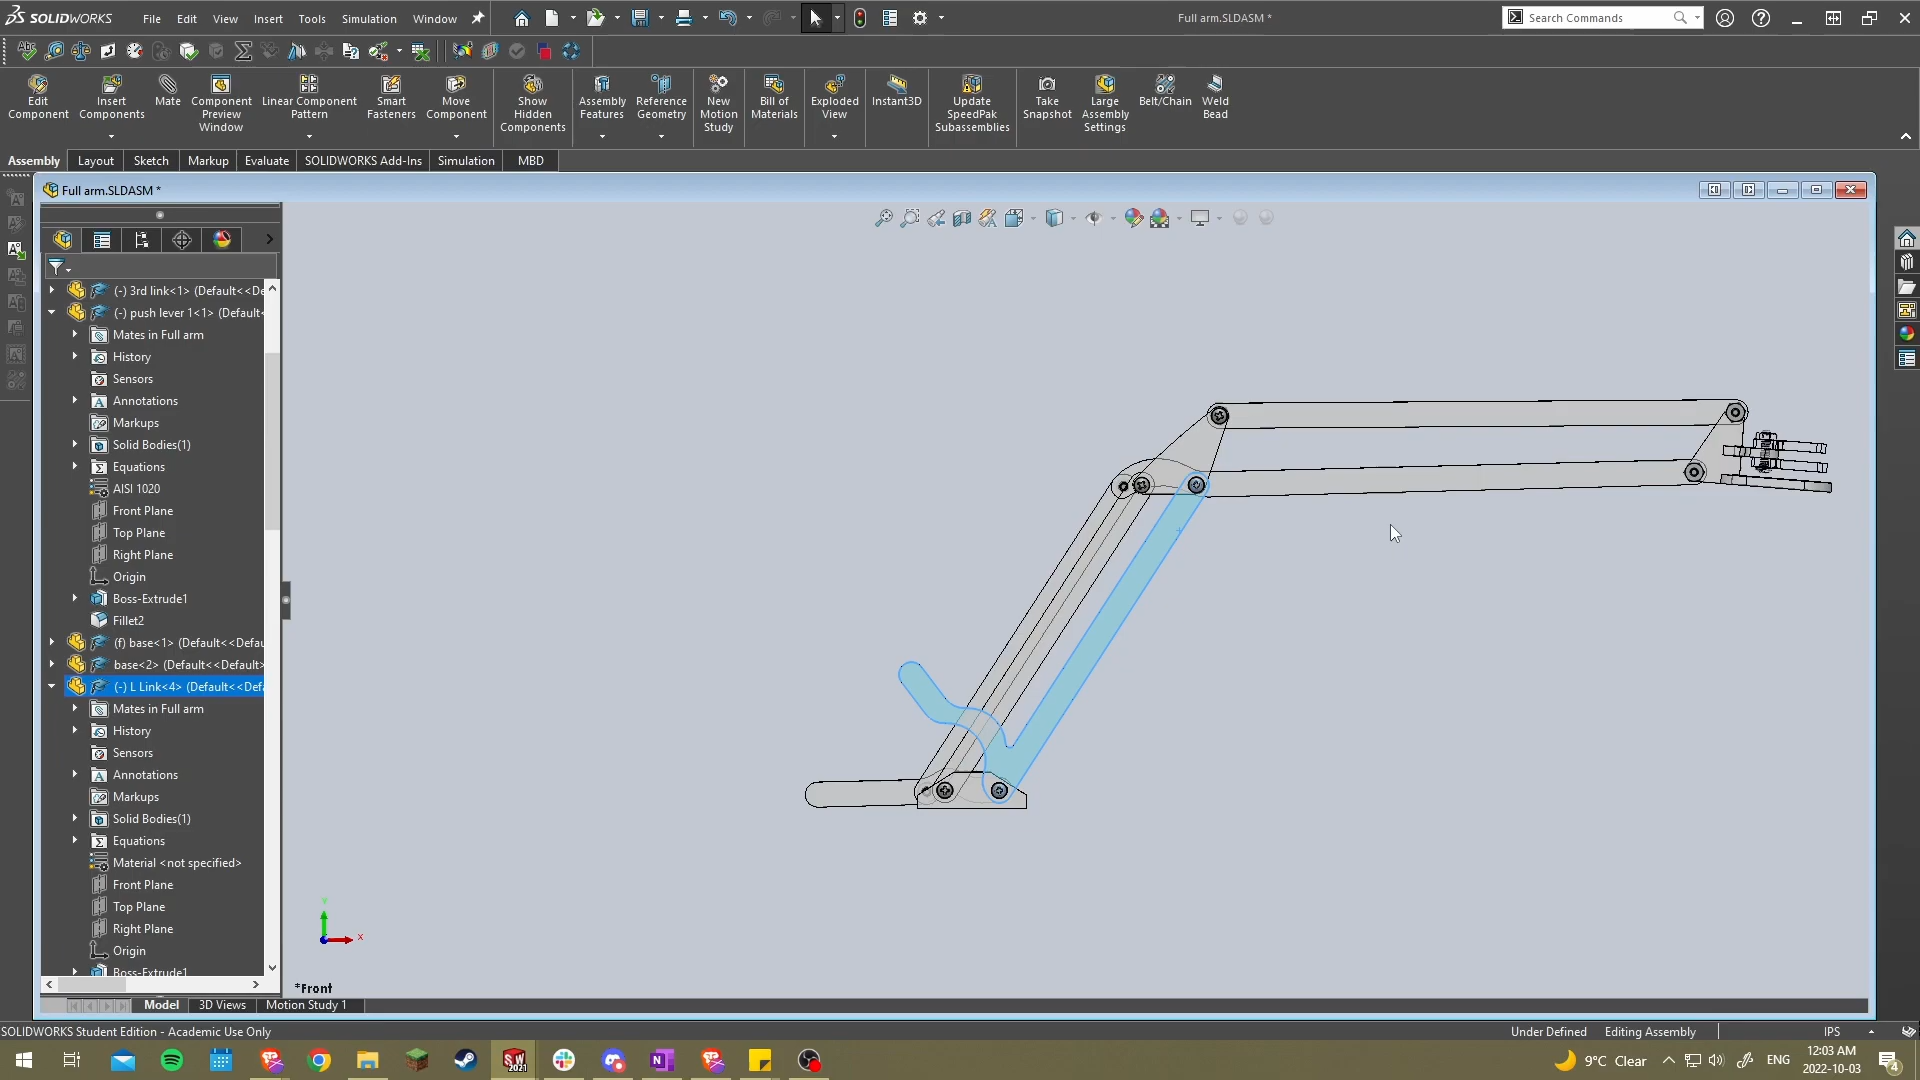 SOLIDWORKS File Edit View Insert Tools Simulation Window Full arm.SLDASM * Search Commands
Edit Component
Insert Components
Mate
Component Preview Window
Linear Component Pattern
Smart Fasteners
Move Component
Show Hidden Components
Assembly Features
Reference Geometry
New Motion Study
Bill of Materials
Exploded View
Instant3D
Update SpeedPak Subassemblies
Take Snapshot
Large Assembly Settings
Belt/Chain
Weld Bead
Assembly Layout Sketch Markup Evaluate SOLIDWORKS Add-Ins Simulation MBD
Full arm.SLDASM *
(-) 3rd link<1> (Default<<De
(-) push lever 1<1> (Default<
Mates in Full arm
History
Sensors
Annotations
Markups
Solid Bodies(1)
Equations
AISI 1020
Front Plane
Top Plane
Right Plane
Origin
Boss-Extrude1
Fillet2
(f) base<1> (Default<<Defau
base<2> (Default<<Default>
(-) L Link<4> (Default<<Defa
Mates in Full arm
History
Sensors
Annotations
Markups
Solid Bodies(1)
Equations
Material <not specified>
Front Plane
Top Plane
Right Plane
Origin
Boss-Extrude1
Y
X
*Front
Model 3D Views Motion Study 1
SOLIDWORKS Student Edition - Academic Use Only Under Defined Editing Assembly IPS
9°C Clear ENG 12:03 AM
2022-10-03
4